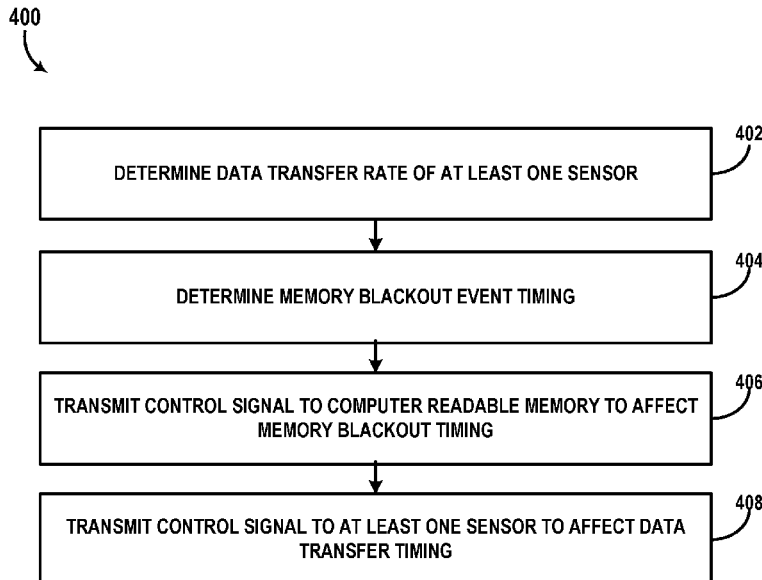 400
402
DETERMINE DATA TRANSFER RATE OF AT LEAST ONE SENSOR
404
DETERMINE MEMORY BLACKOUT EVENT TIMING
406
TRANSMIT CONTROL SIGNAL TO COMPUTER READABLE MEMORY TO AFFECT
MEMORY BLACKOUT TIMING
408
TRANSMIT CONTROL SIGNAL TO AT LEAST ONE SENSOR TO AFFECT DATA
TRANSFER TIMING